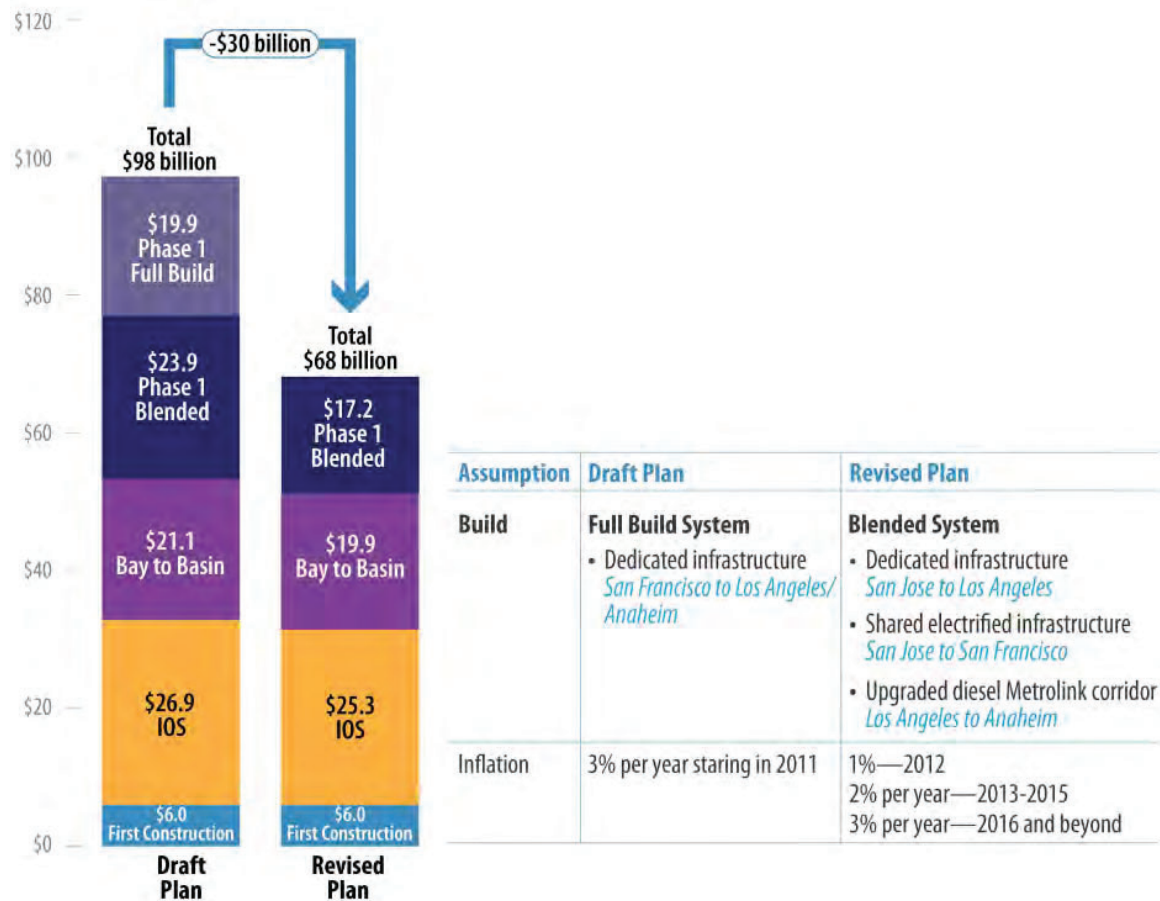 $120
$100
$80
$60
$40
$20
$0
-$30 billion
Total
$98 billion
$19.9
Phase 1
Full Build
$23.9
Phase 1
Blended
$21.1
Bay to Basin
$26.9
IOS
$6.0
First Construction
Draft
Plan
Total
$68 billion
$17.2
Phase 1
Blended
$19.9
Bay to Basin
$25.3
IOS
$6.0
First Construction
Revised
Plan
Assumption Draft Plan Revised Plan
Build
Full Build System
• Dedicated infrastructure
San Francisco to Los Angeles/
Anaheim
Blended System
• Dedicated infrastructure
San Jose to Los Angeles
• Shared electrified infrastructure
San Jose to San Francisco
• Upgraded diesel Metrolink corridor
Los Angeles to Anaheim
Inflation
3% per year staring in 2011
1%—2012
2% per year—2013-2015
3% per year—2016 and beyond